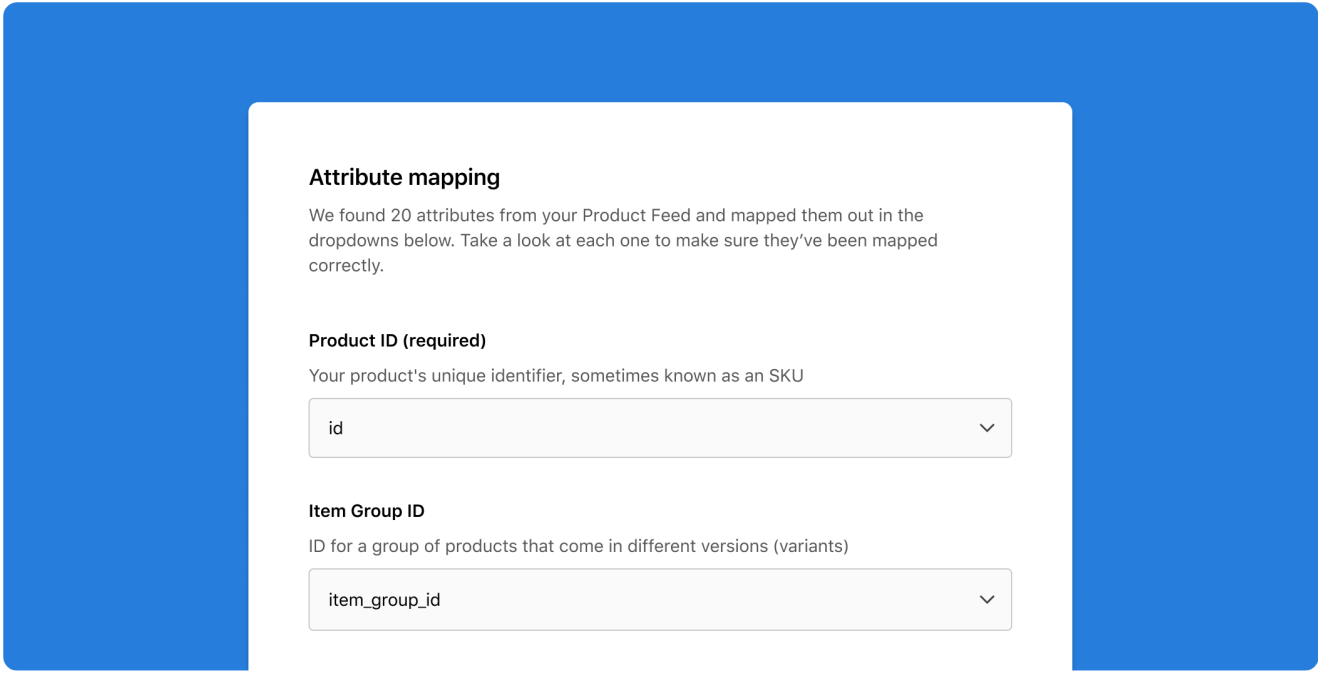 Attribute mapping
We found 20 attributes from your Product Feed and mapped them out in the
dropdowns below. Take a look at each one to make sure they’ve been mapped
correctly.
Product ID (required)
Your product's unique identifier, sometimes known as an SKU
id
Item Group ID
ID for a group of products that come in different versions (variants)
item_group_id